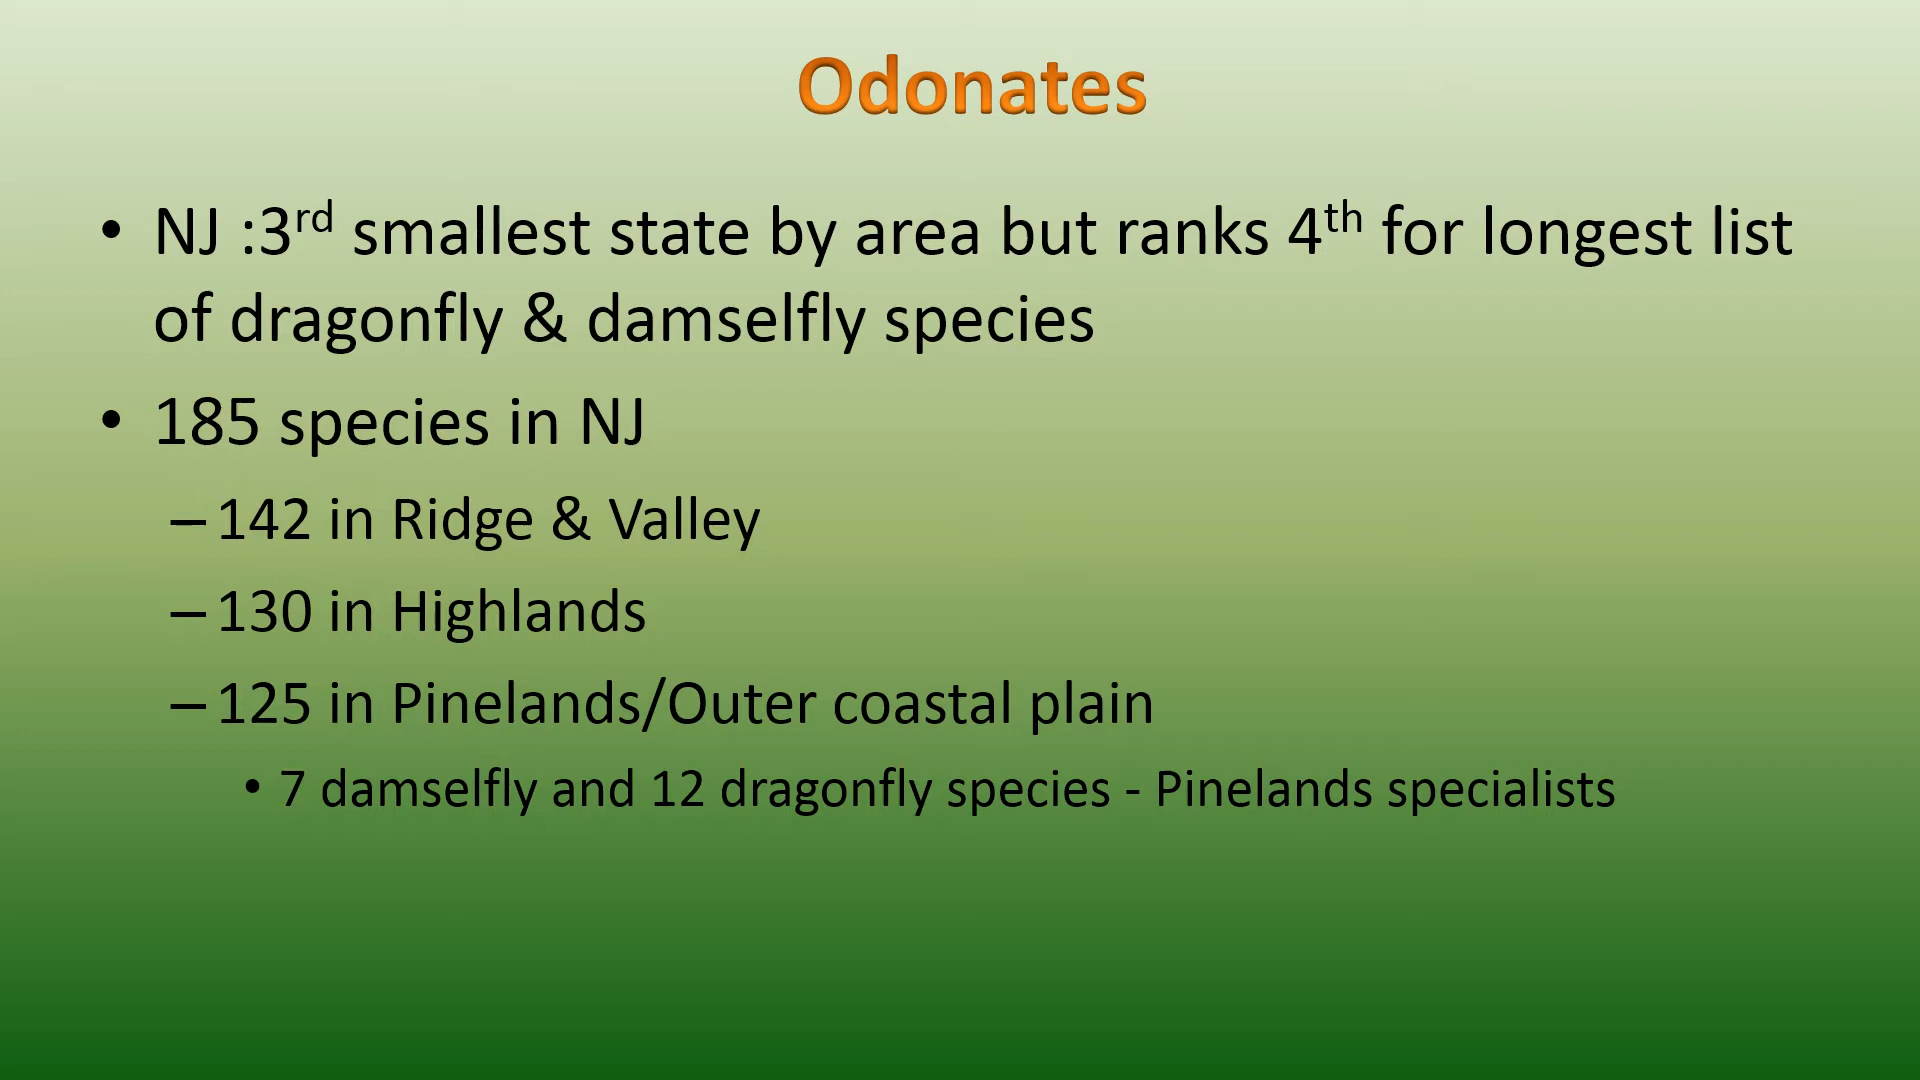 Odonates
• NJ :3rd smallest state by area but ranks 4th for longest list
of dragonfly & damselfly species
• 185 species in NJ
– 142 in Ridge & Valley
– 130 in Highlands
– 125 in Pinelands/Outer coastal plain
• 7 damselfly and 12 dragonfly species - Pinelands specialists